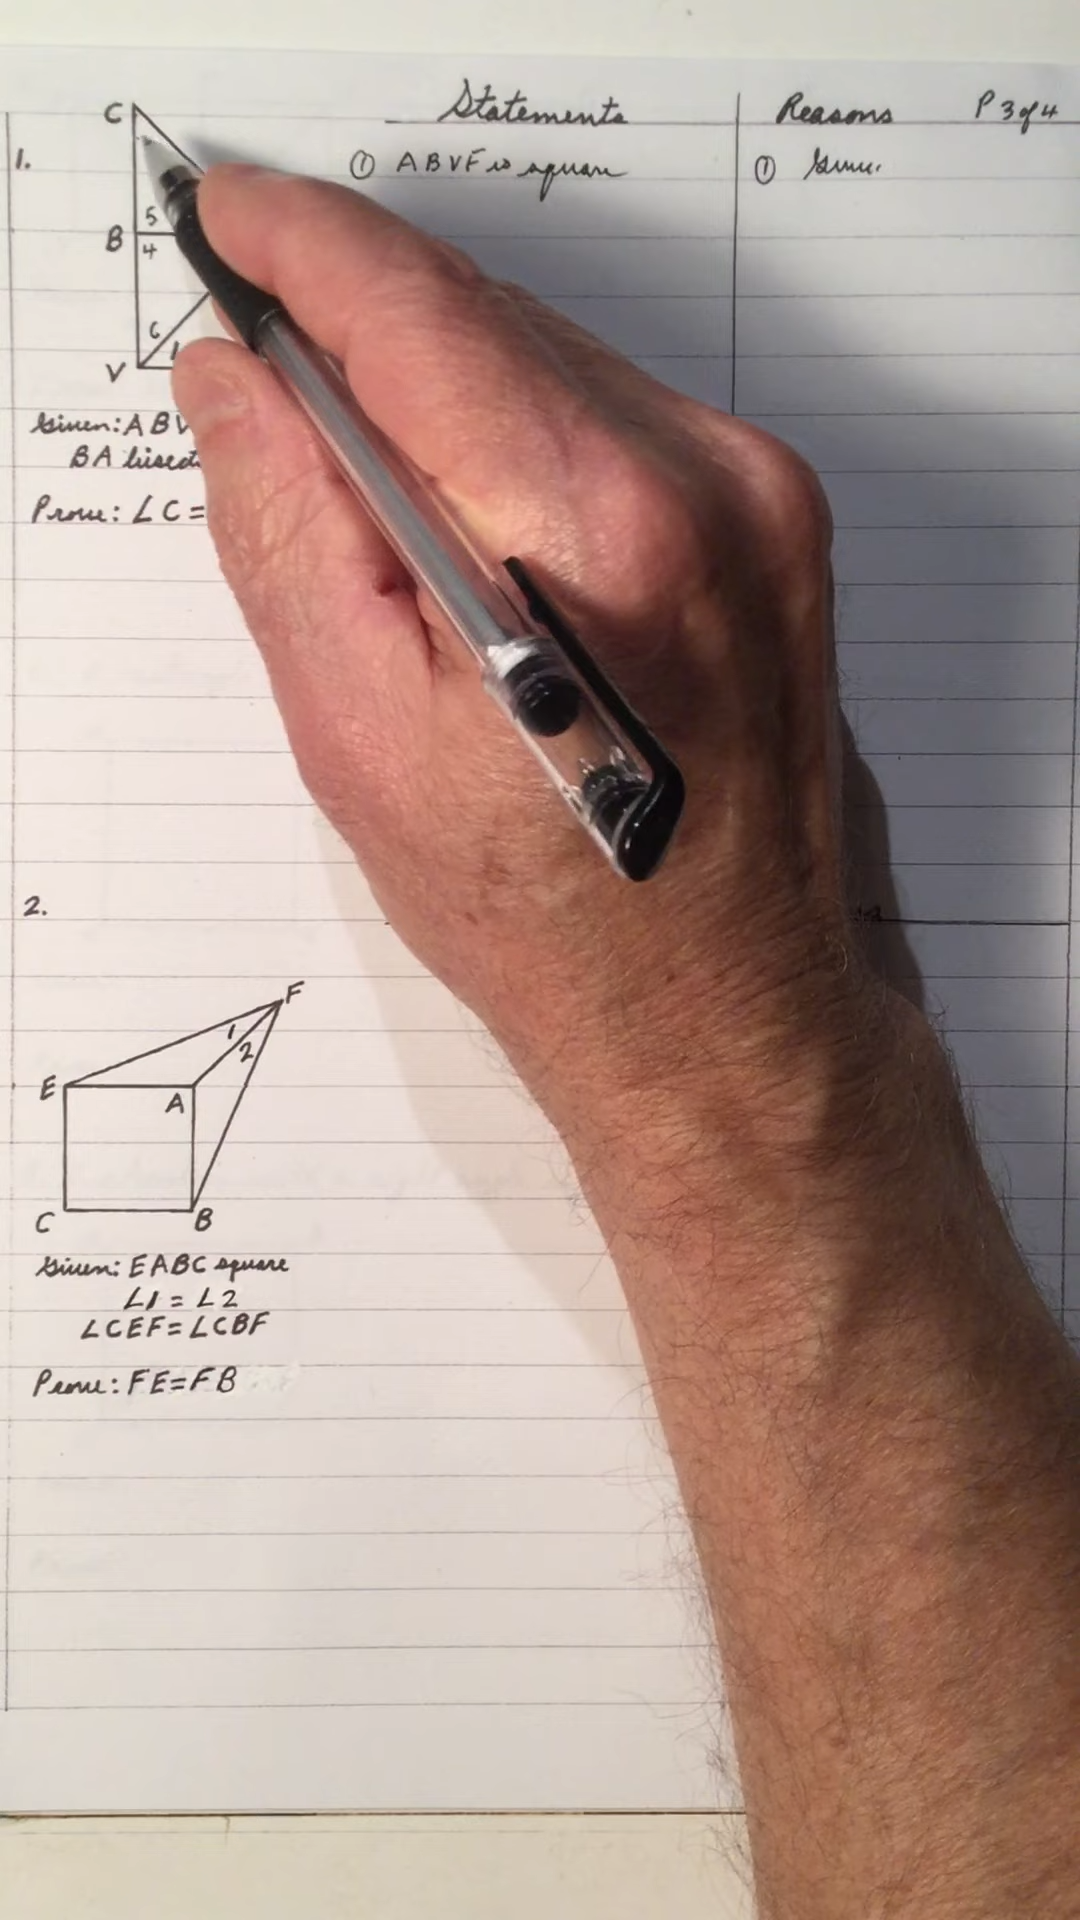 Statements
Reasons
P 3 of 4
1.
C
① ABVF is square
① Given.
5
B
4
6
1
V
Given: ABV
BA bisect
Prove: ∠C =
2.
F
1
2
E
A
C
B
Given: EABC square
∠1 = ∠2
∠CEF = ∠CBF
Prove: FE = FB